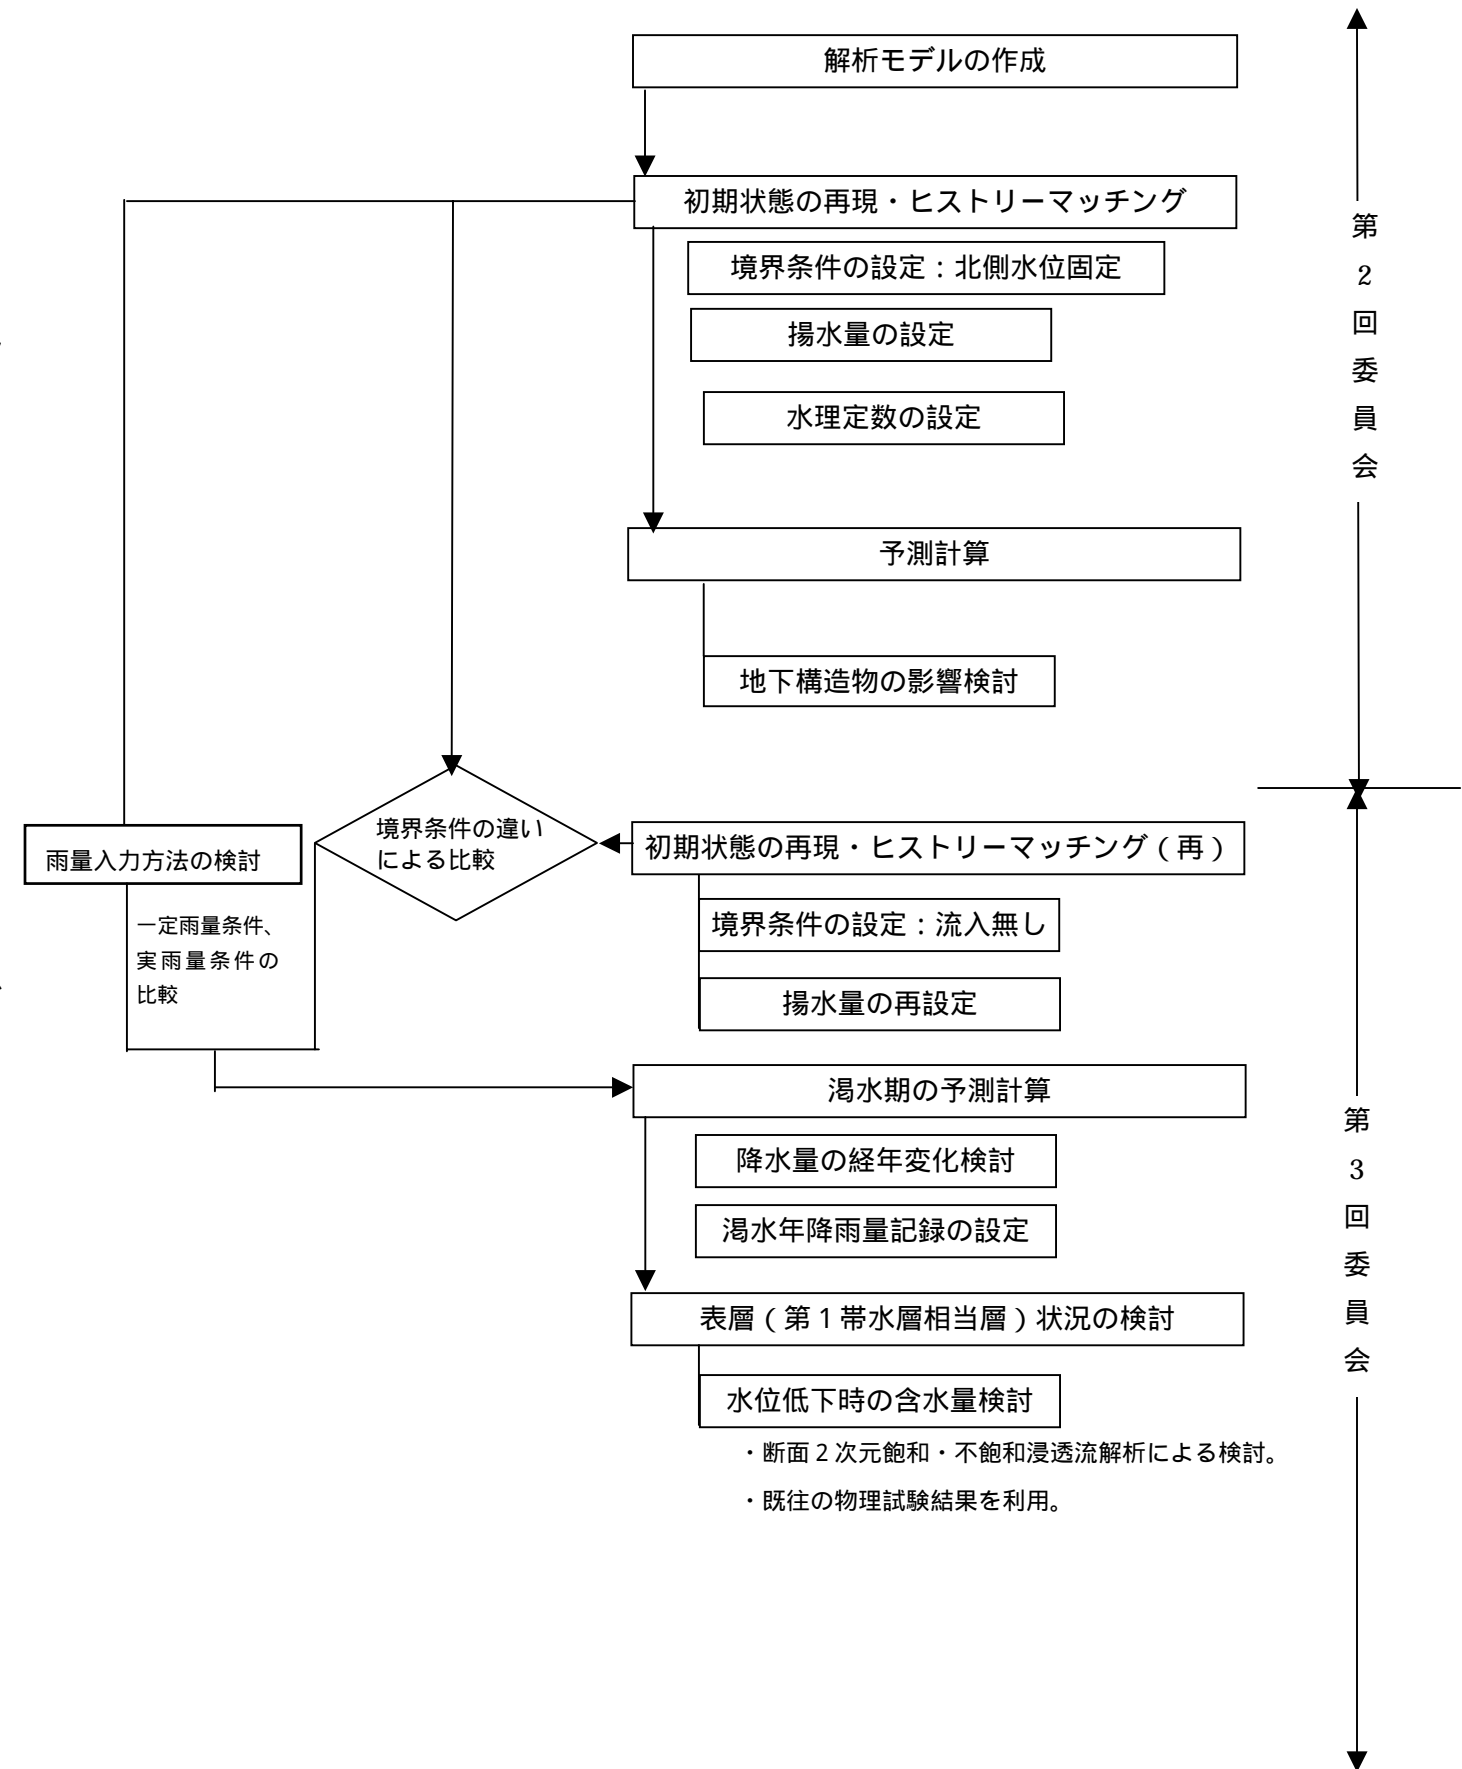 解析モデルの作成
初期状態の再現・ヒストリーマッチング
境界条件の設定：北側水位固定
揚水量の設定
水理定数の設定
予測計算
地下構造物の影響検討
第
2
回
委
員
会
雨量入力方法の検討
一定雨量条件、
実雨量条件の
比較
境界条件の違い
による比較
初期状態の再現・ヒストリーマッチング（再）
境界条件の設定：流入無し
揚水量の再設定
渇水期の予測計算
降水量の経年変化検討
渇水年降雨量記録の設定
表層（第1帯水層相当層）状況の検討
水位低下時の含水量検討
・断面2次元飽和・不飽和浸透流解析による検討。
・既往の物理試験結果を利用。
第
3
回
委
員
会